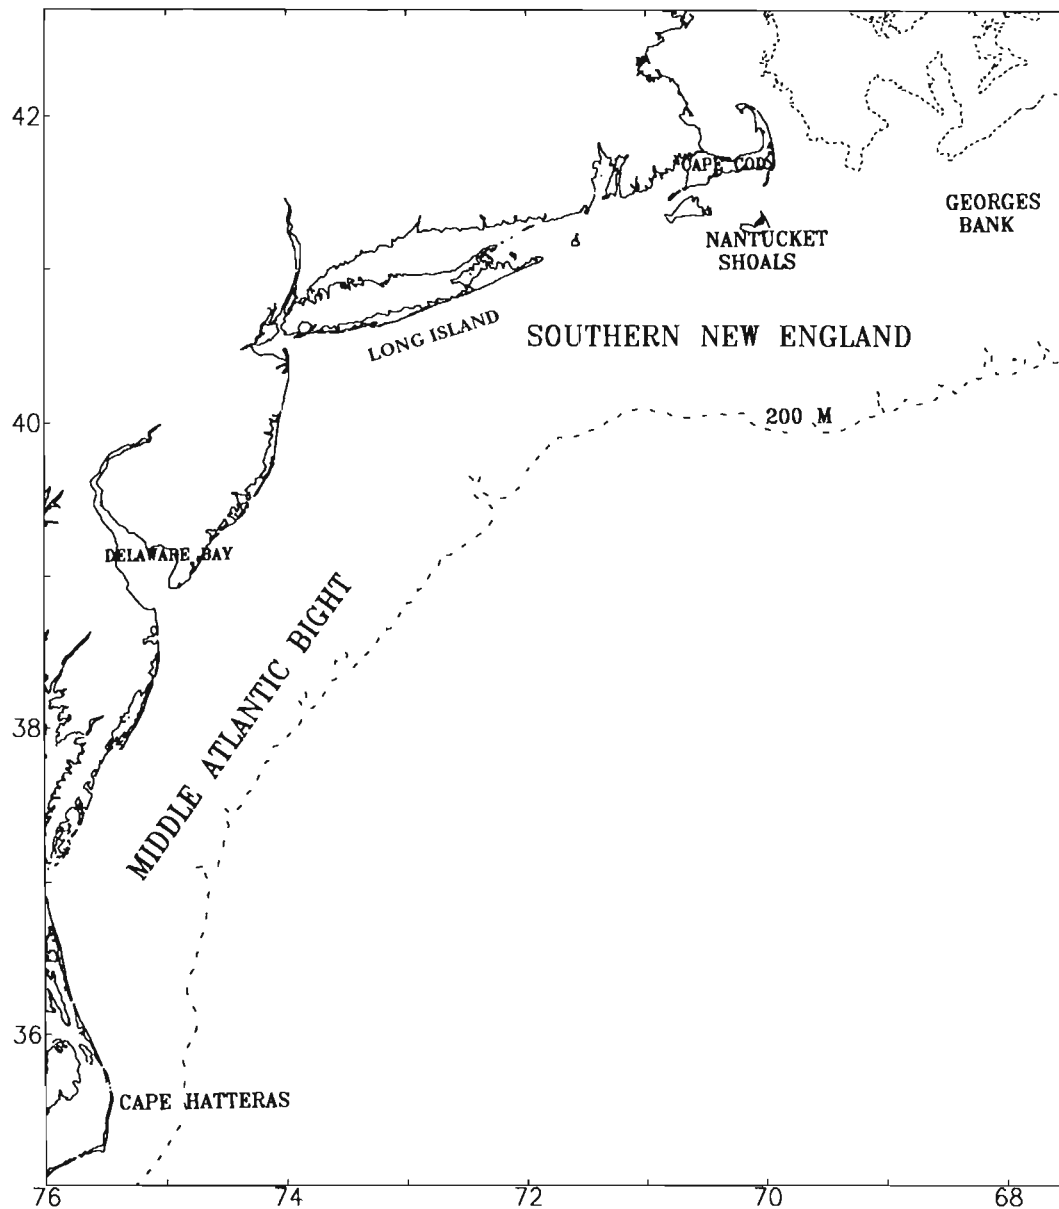 42
CAPE COD
GEORGES
BANK
NANTUCKET
SHOALS
LONG ISLAND
SOUTHERN NEW ENGLAND
40
200 M
DELAWARE BAY
MIDDLE ATLANTIC BIGHT
38
36
CAPE HATTERAS
76
74
72
70
68